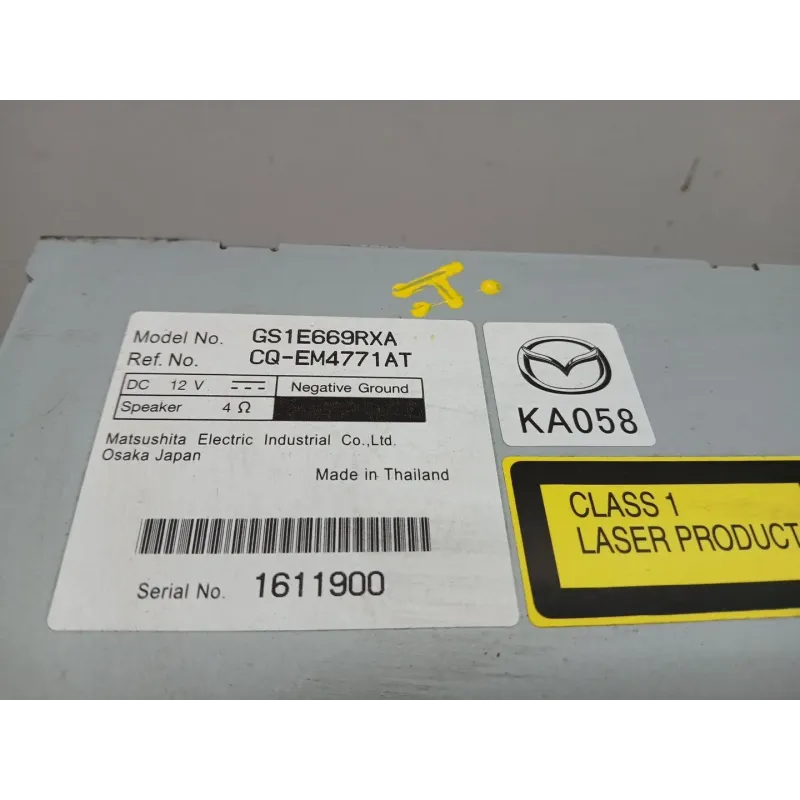 Model No. GS1E669RXA
Ref. No. CQ-EM4771AT
DC 12 V Negative Ground
Speaker 4 Ω
Matsushita Electric Industrial Co.,Ltd.
Osaka Japan
Made in Thailand
Serial No. 1611900
KA058
CLASS 1
LASER PRODUCT